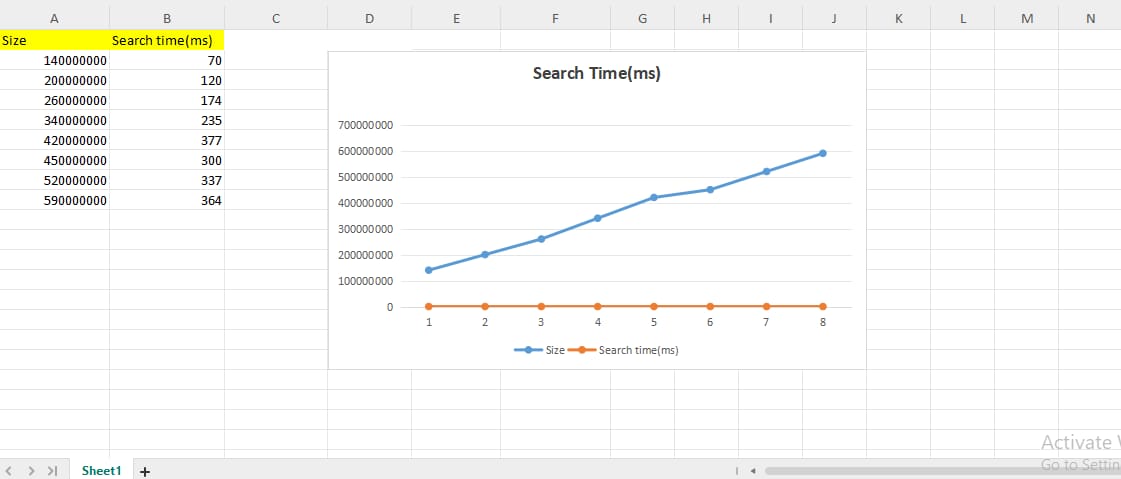 A B C D E F G H I J K L M N
Size Search time(ms)
140000000 70
200000000 120
260000000 174
340000000 235
420000000 377
450000000 300
520000000 337
590000000 364
Search Time(ms)
700000000
600000000
500000000
400000000
300000000
200000000
100000000
0
1 2 3 4 5 6 7 8
Size Search time(ms)
Activate
Go to Settin
Sheet1